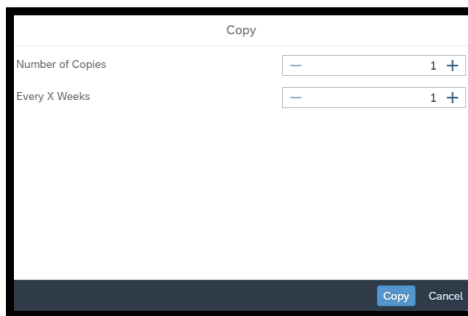 Copy
Number of Copies
— 1 +
Every X Weeks
— 1 +
Copy Cancel